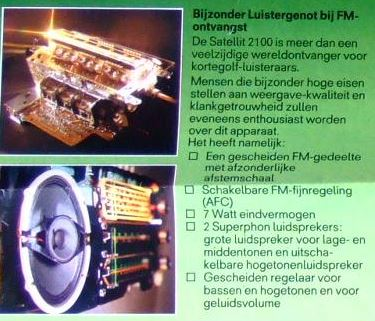 Bijzonder Luistergenot bij FM-
ontvangst
De Satellit 2100 is meer dan een
veelzijdige wereldontvanger voor
kortegolf-luisteraars.
Mensen die bijzonder hoge eisen
stellen aan weergave-kwaliteit en
klankgetrouwheid zullen
eveneens enthousiast worden
over dit apparaat.
Het heeft namelijk:
☐ Een gescheiden FM-gedeelte
met afzonderlijke
afstemschaal
☐ Schakelbare FM-fijnregeling
(AFC)
☐ 7 Watt eindvermogen
☐ 2 Superphon luidsprekers:
grote luidspreker voor lage- en
middentonen en uitscha-
kelbare hogetonenluidspreker
☐ Gescheiden regelaar voor
bassen en hogetonen en voor
geluidsvolume